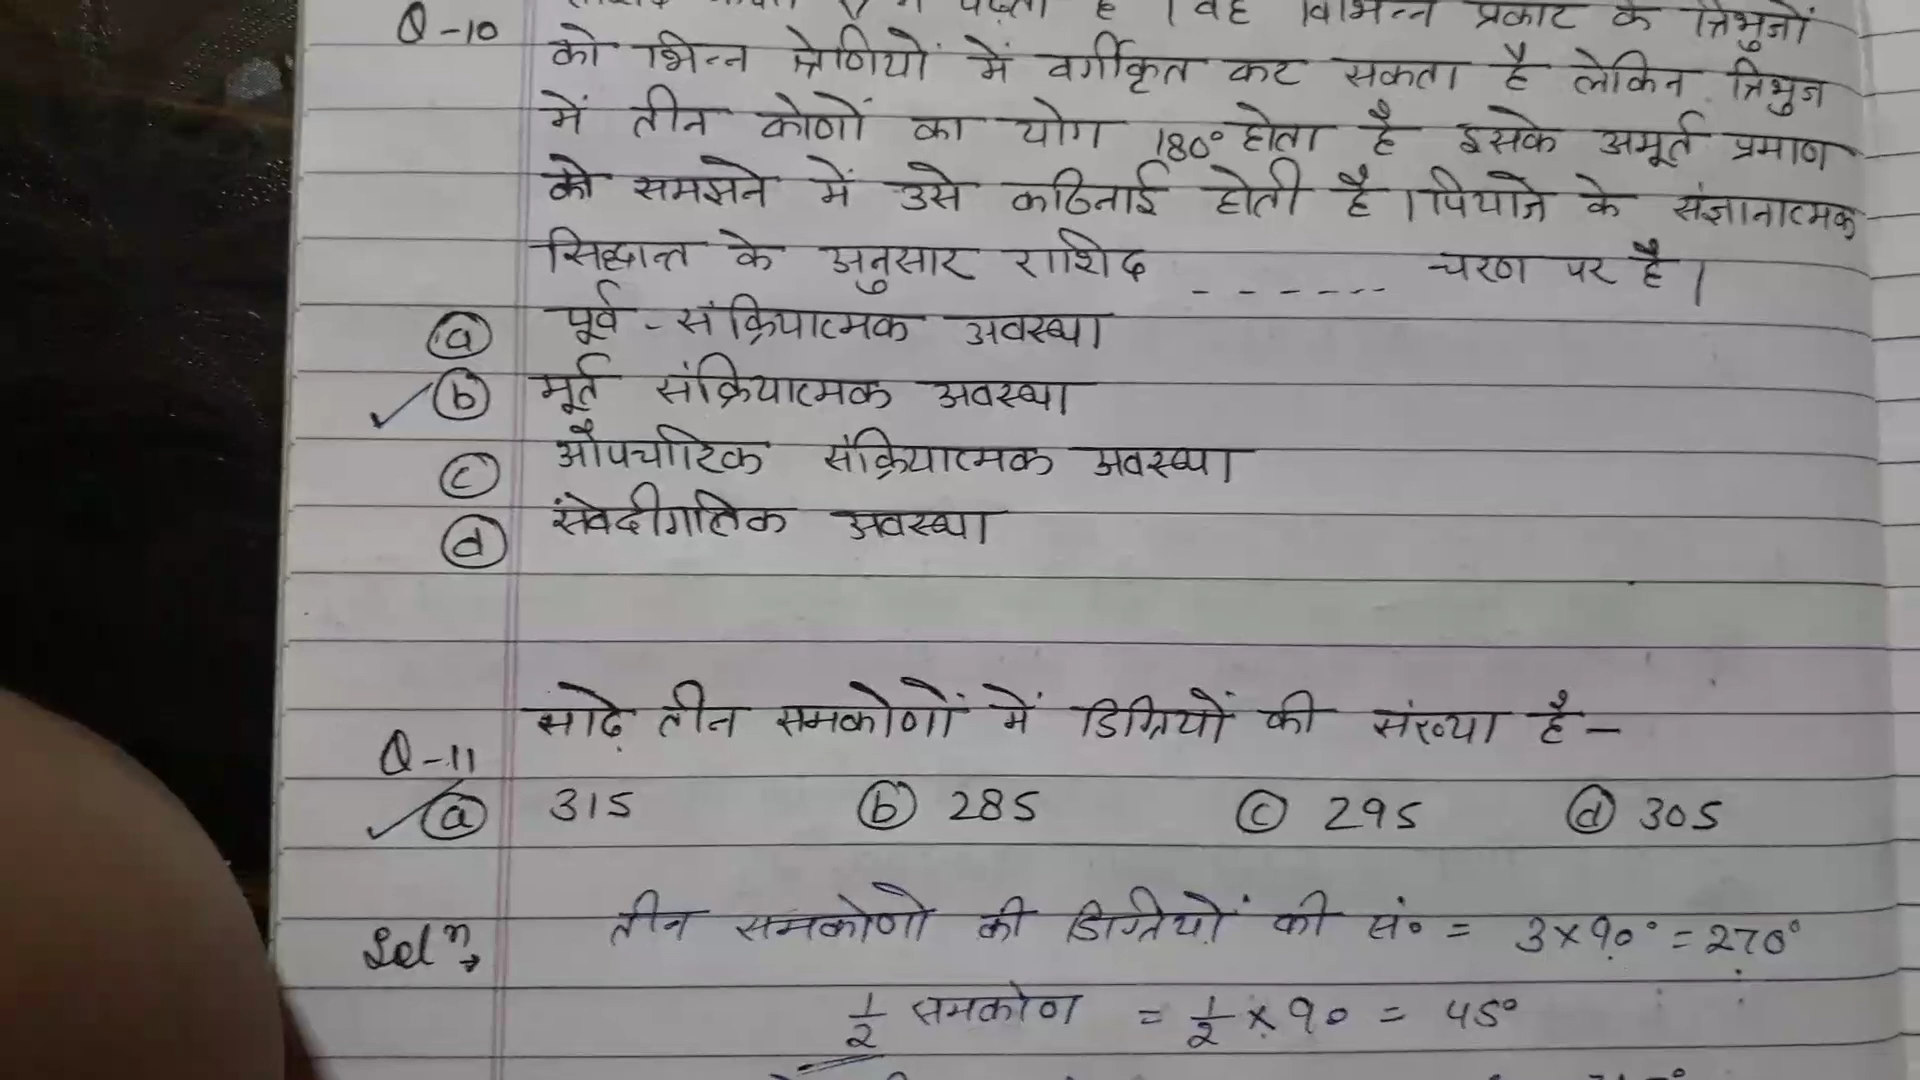 Q-10 है । वह विभिन्न प्रकार के त्रिभुजों
को भिन्न श्रेणियों में वर्गीकृत कर सकता है लेकिन त्रिभुज
में तीन कोणों का योग 180° होता है इसके अमूर्त प्रमाण
को समझने में उसे कठिनाई होती है । पियाजे के संज्ञानात्मक
सिद्धान्त के अनुसार राशिद ------ चरण पर है ।
(a) पूर्व - संक्रियात्मक अवस्था
✓ (b) मूर्त संक्रियात्मक अवस्था
(c) औपचारिक संक्रियात्मक अवस्था
(d) संवेदीगतिक अवस्था
Q-11 साढ़े तीन समकोणों में डिग्रियों की संख्या है -
✓ (a) 315 (b) 285 (c) 295 (d) 305
Solⁿ→ तीन समकोणो की डिग्रियों की सं० = 3×90° = 270°
1/2 समकोण = 1/2 × 90 = 45°